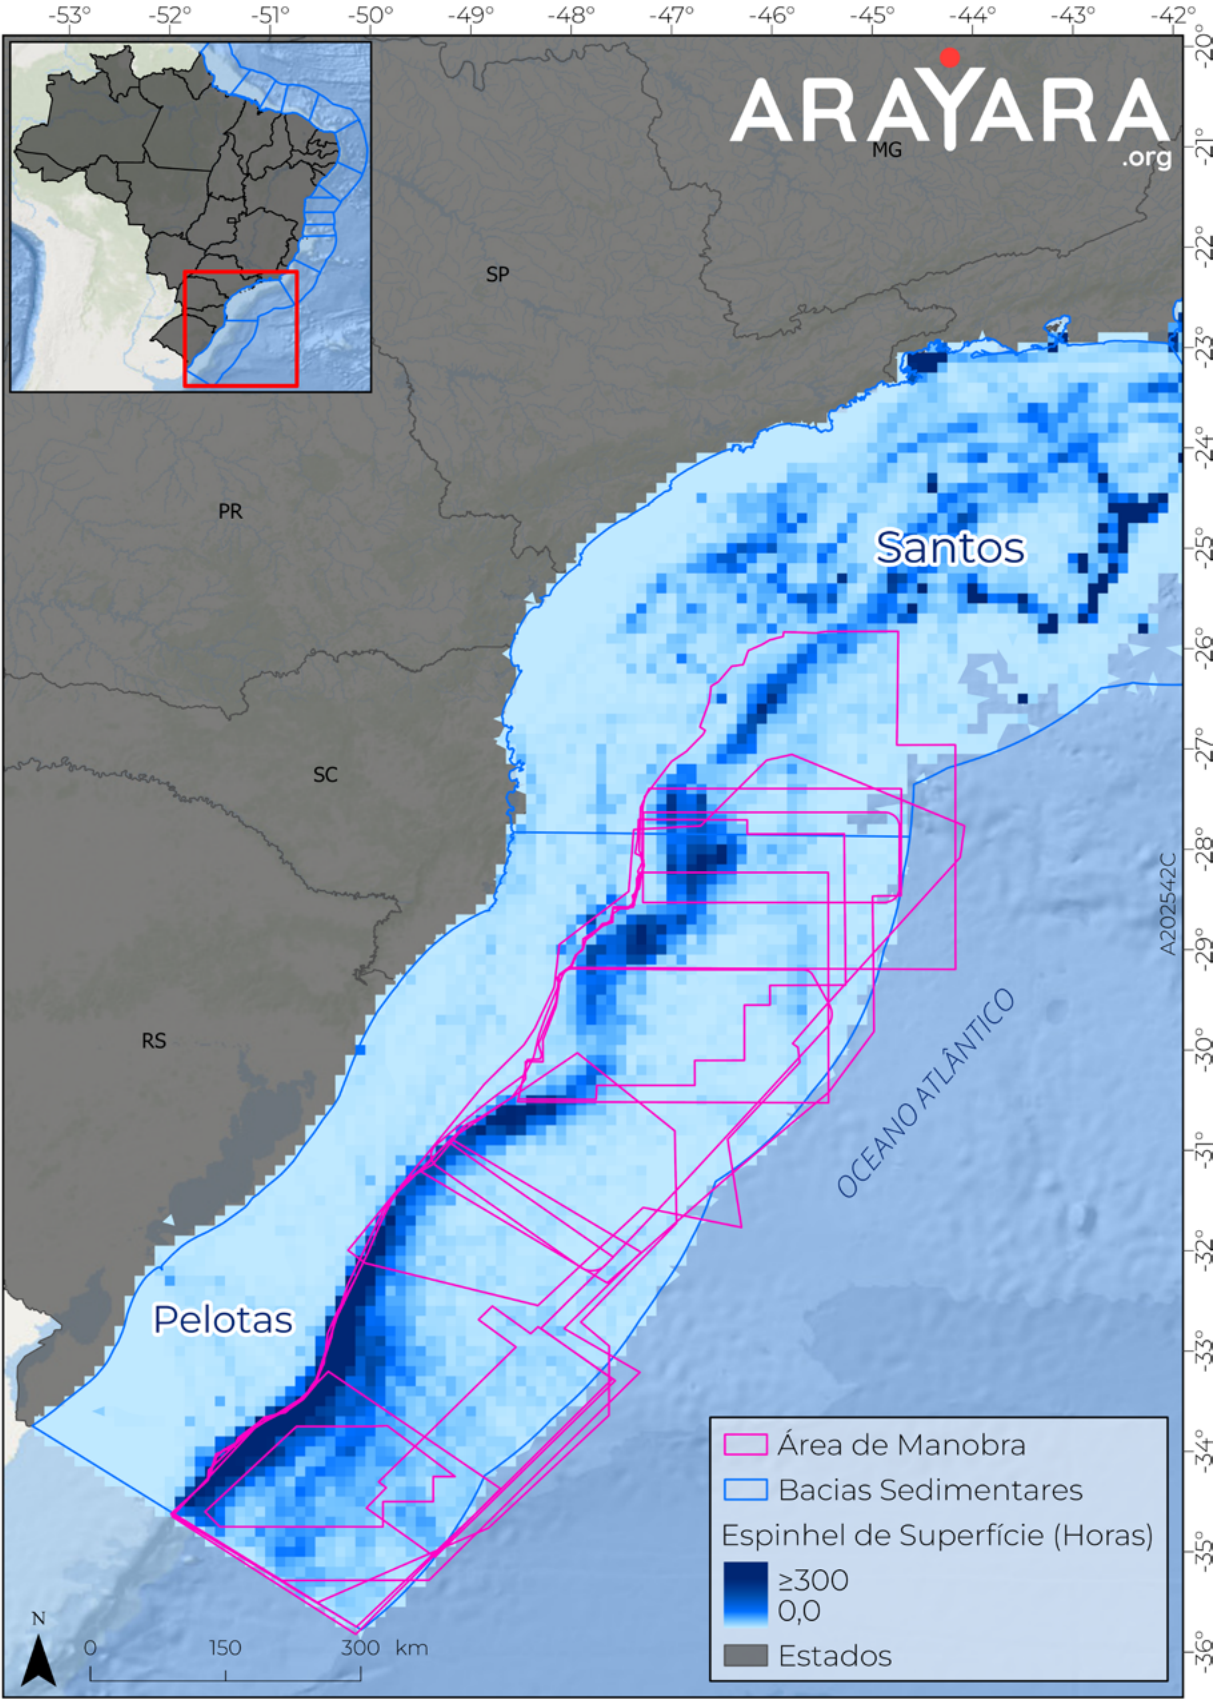 -53° -52° -51° -50° -49° -48° -47° -46° -45° -44° -43° -42°
-20°
-21°
-22°
-23°
-24°
-25°
-26°
-27°
-28°
-29°
-30°
-31°
-32°
-33°
-34°
-35°
-36°
ARAYARA
.org
MG
SP
PR
Santos
SC
A202542C
RS
OCEANO ATLÂNTICO
Pelotas
Área de Manobra
Bacias Sedimentares
Espinhel de Superfície (Horas)
≥300
0,0
Estados
N
0 150 300 km